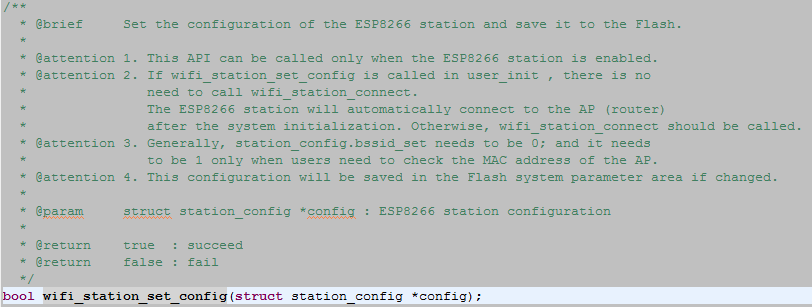 /**
 * @brief     Set the configuration of the ESP8266 station and save it to the Flash.
 *
 * @attention 1. This API can be called only when the ESP8266 station is enabled.
 * @attention 2. If wifi_station_set_config is called in user_init , there is no
 *               need to call wifi_station_connect.
 *               The ESP8266 station will automatically connect to the AP (router)
 *               after the system initialization. Otherwise, wifi_station_connect should be called.
 * @attention 3. Generally, station_config.bssid_set needs to be 0; and it needs
 *               to be 1 only when users need to check the MAC address of the AP.
 * @attention 4. This configuration will be saved in the Flash system parameter area if changed.
 *
 * @param     struct station_config *config : ESP8266 station configuration
 *
 * @return    true  : succeed
 * @return    false : fail
 */
bool wifi_station_set_config(struct station_config *config);